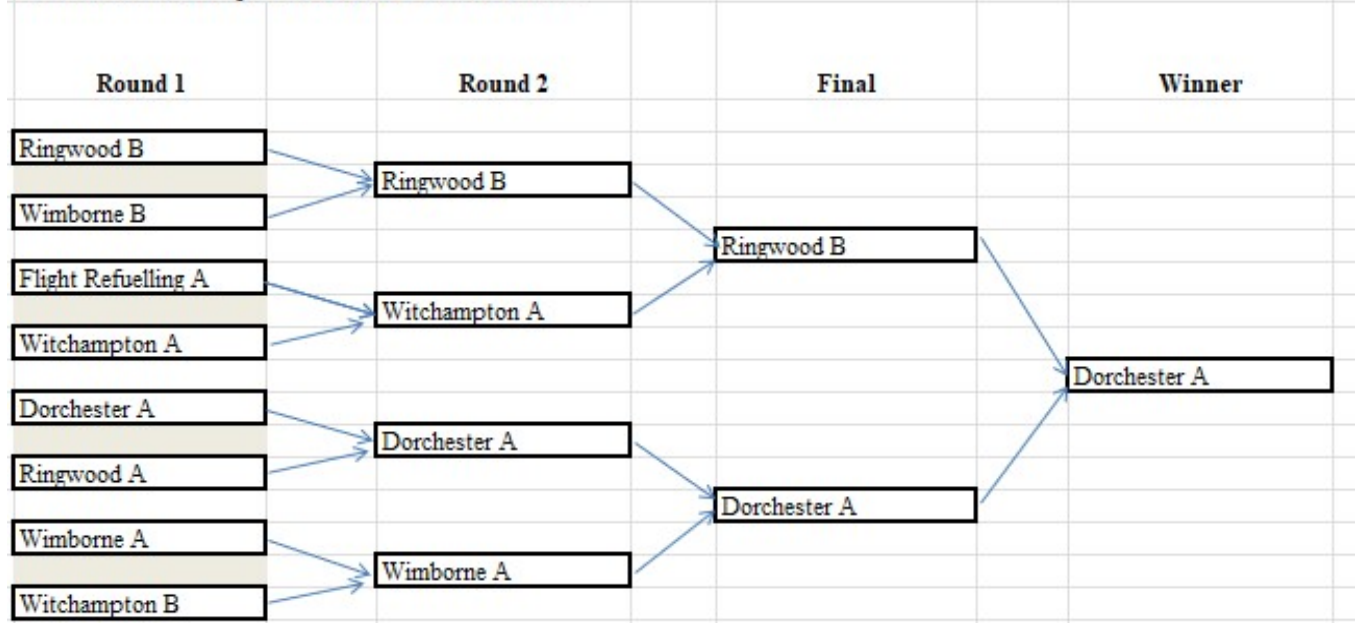 Round 1 Round 2 Final Winner
Ringwood B
Ringwood B
Wimborne B
Ringwood B
Flight Refuelling A
Witchampton A
Witchampton A
Dorchester A
Dorchester A
Dorchester A
Ringwood A
Dorchester A
Wimborne A
Wimborne A
Witchampton B